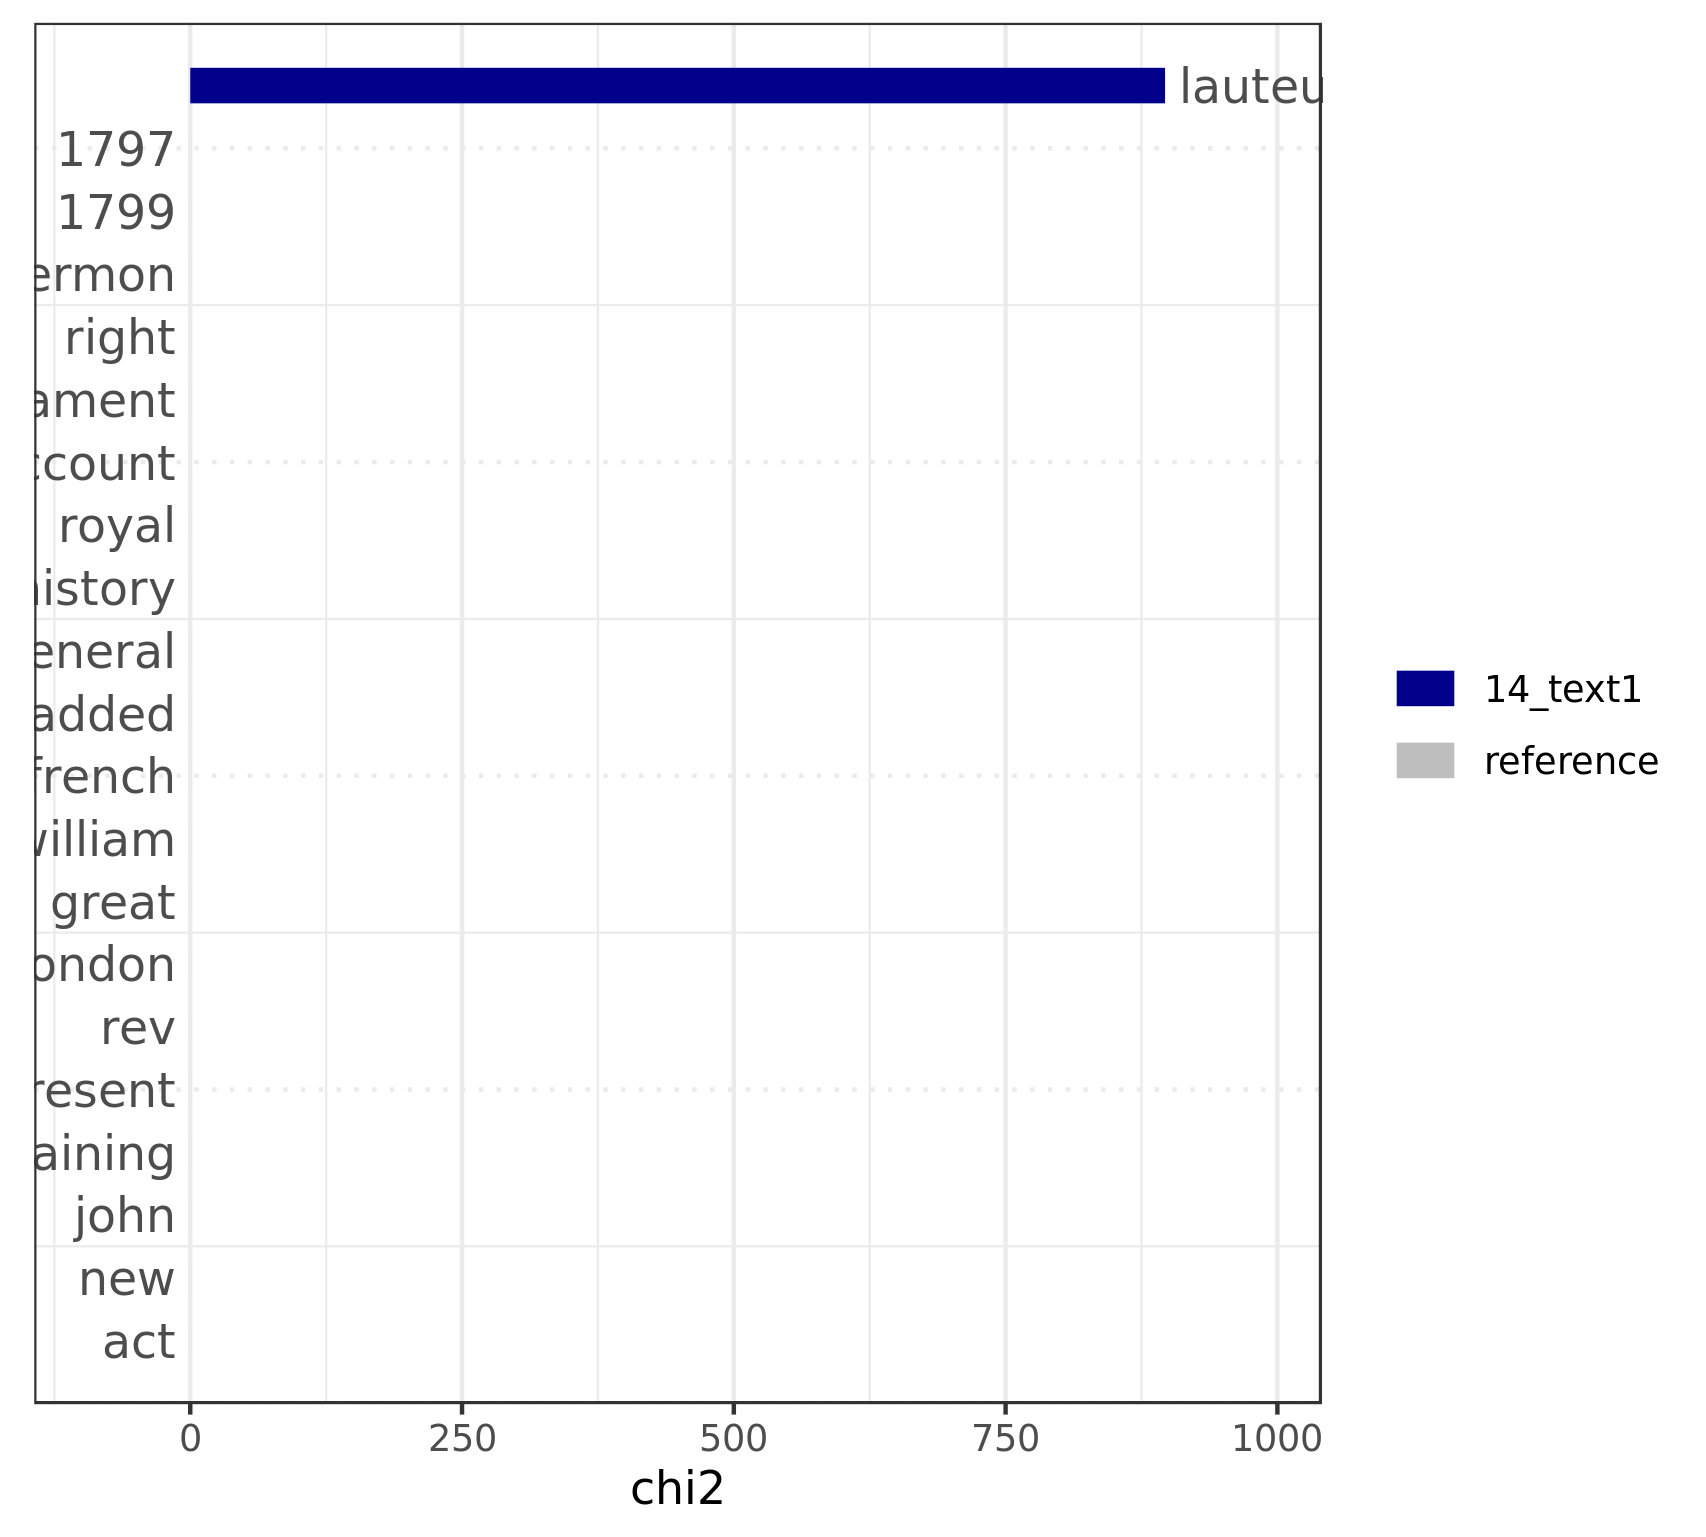 lauteu
1797
1799
ermon
right
ament
ccount
royal
history
eneral
added
french
william
great
ondon
rev
resent
aining
john
new
act
0 250 500 750 1000
chi2
14_text1
reference